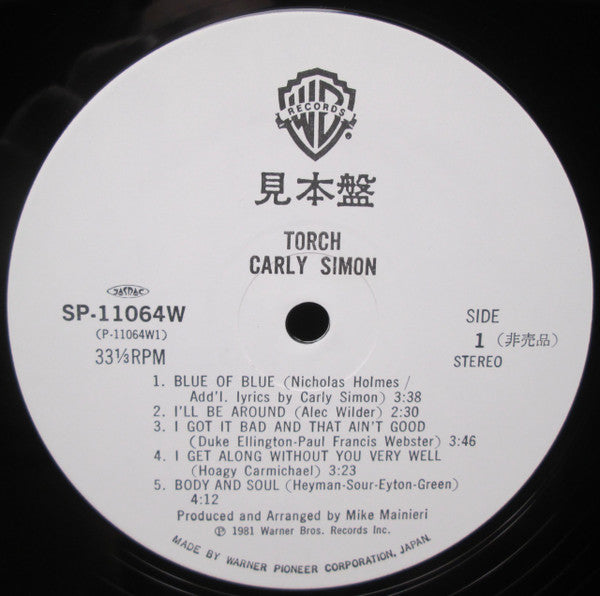 WB
RECORDS
®
見本盤
TORCH
CARLY SIMON
JASRAC
SP-11064W
(P-11064W1)
33⅓RPM
SIDE
1 (非売品)
STEREO
1. BLUE OF BLUE (Nicholas Holmes /
Add'l. lyrics by Carly Simon) 3:38
2. I'LL BE AROUND (Alec Wilder) 2:30
3. I GOT IT BAD AND THAT AIN'T GOOD
(Duke Ellington-Paul Francis Webster) 3:46
4. I GET ALONG WITHOUT YOU VERY WELL
(Hoagy Carmichael) 3:23
5. BODY AND SOUL (Heyman-Sour-Eyton-Green)
4:12
Produced and Arranged by Mike Mainieri
℗ 1981 Warner Bros. Records Inc.
MADE BY WARNER PIONEER CORPORATION, JAPAN.